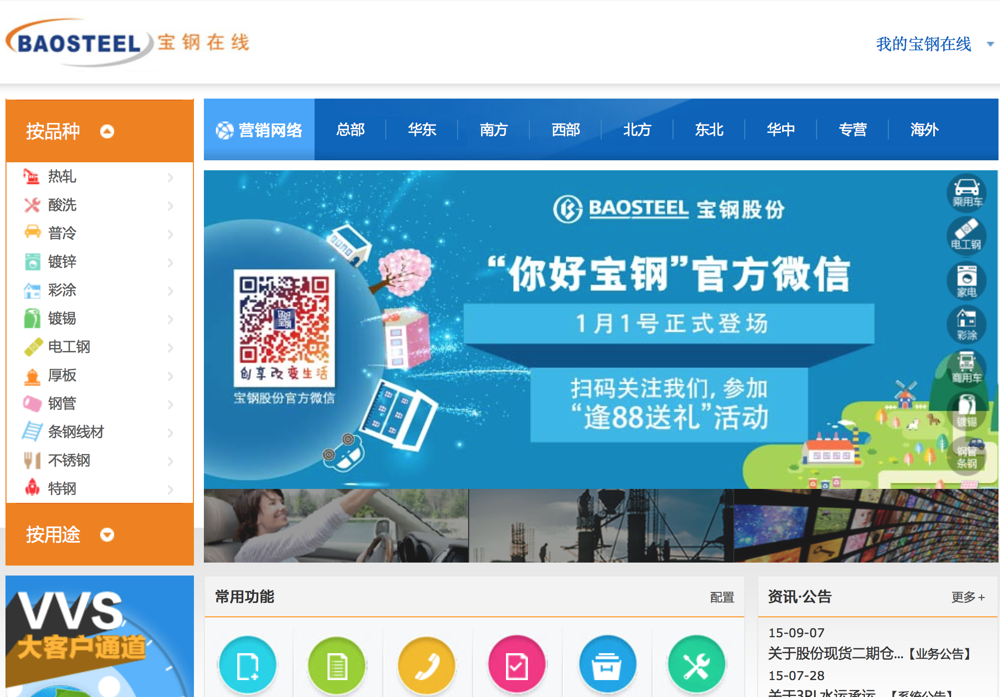 BAOSTEEL 宝钢在线
我的宝钢在线
按品种
热轧
酸洗
普冷
镀锌
彩涂
镀锡
电工钢
厚板
钢管
条钢线材
不锈钢
特钢
按用途
营销网络
总部
华东
南方
西部
北方
东北
华中
专营
海外
BAOSTEEL 宝钢股份
“你好宝钢”官方微信
1月1号正式登场
扫码关注我们, 参加
“逢88送礼”活动
你好
宝钢
创享改变生活
宝钢股份官方微信
乘用车
电工钢
家电
彩涂
商用车
镀锡
钢管
条钢
VVS
大客户通道
常用功能
配置
资讯·公告
更多+
15-09-07
关于股份现货二期仓...【业务公告】
15-07-28
关于3PL水运承运...【系统公告】